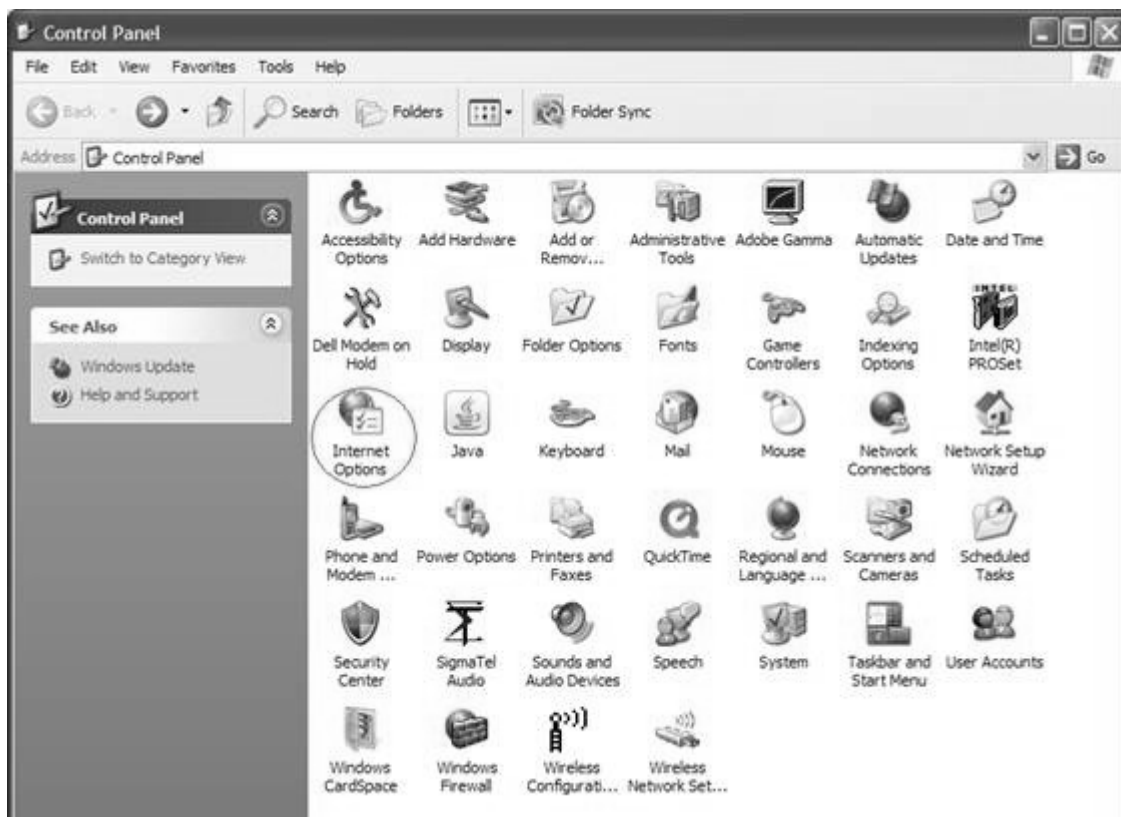 Control Panel
File Edit View Favorites Tools Help
Back Search Folders Folder Sync
Address Control Panel Go
Control Panel
Switch to Category View
See Also
Windows Update
Help and Support
Accessibility Add Hardware Add or Administrative Adobe Gamma Automatic Date and Time
Options Remov... Tools Updates
Dell Modem on Display Folder Options Fonts Game Indexing Intel(R)
Hold Controllers Options PROSet
INTEL
Internet Java Keyboard Mail Mouse Network Network Setup
Options Connections Wizard
Phone and Power Options Printers and QuickTime Regional and Scanners and Scheduled
Modem ... Faxes Language ... Cameras Tasks
Security SigmaTel Sounds and Speech System Taskbar and User Accounts
Center Audio Audio Devices Start Menu
Windows Windows Wireless Wireless
CardSpace Firewall Configurati... Network Set...